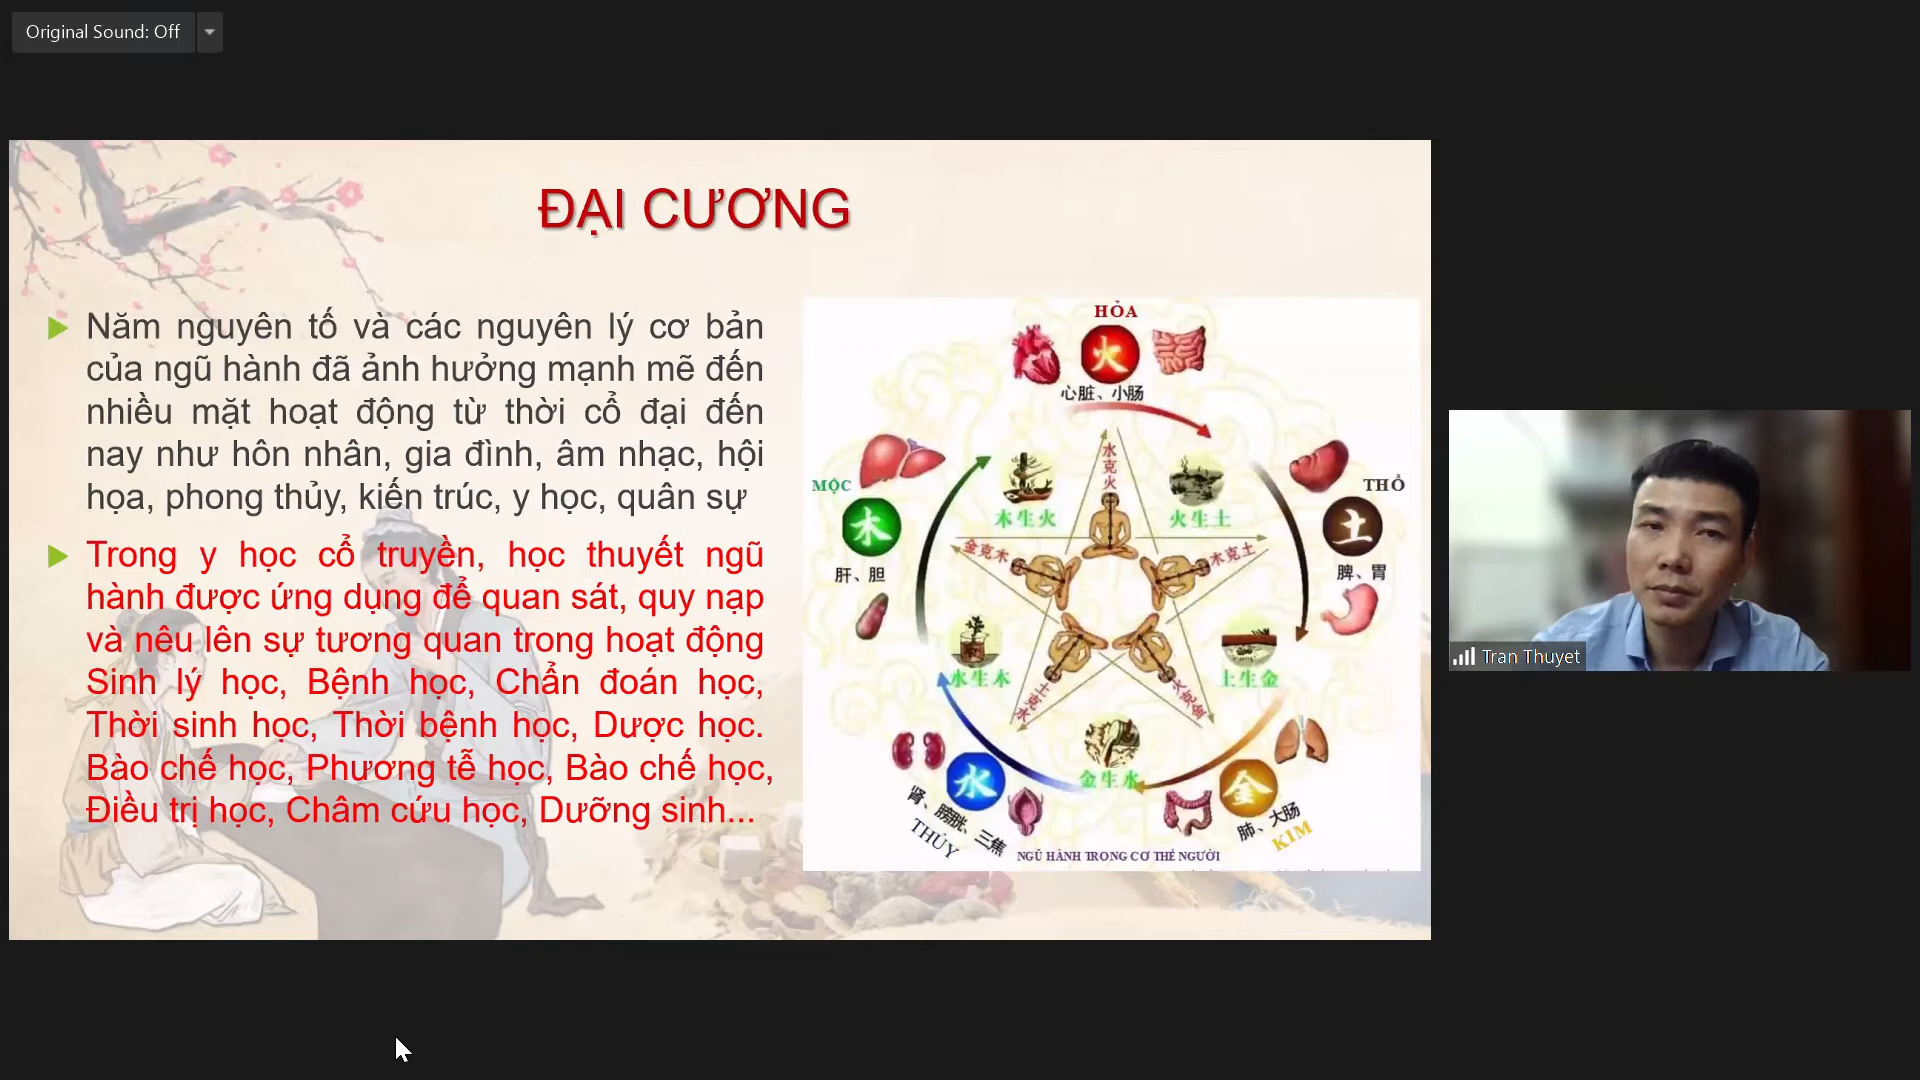 Original Sound: Off
ĐẠI CƯƠNG
Năm nguyên tố và các nguyên lý cơ bản
của ngũ hành đã ảnh hưởng mạnh mẽ đến
nhiều mặt hoạt động từ thời cổ đại đến
nay như hôn nhân, gia đình, âm nhạc, hội
họa, phong thủy, kiến trúc, y học, quân sự
Trong y học cổ truyền, học thuyết ngũ
hành được ứng dụng để quan sát, quy nạp
và nêu lên sự tương quan trong hoạt động
Sinh lý học, Bệnh học, Chẩn đoán học,
Thời sinh học, Thời bệnh học, Dược học.
Bào chế học, Phương tễ học, Bào chế học,
Điều trị học, Châm cứu học, Dưỡng sinh...
HỎA
火
心脏、小肠
MỘC
木
肝、胆
THỔ
土
脾、胃
水克火
木生火
火生土
金克木
木克土
水生木
土生金
土克水
火克金
金生水
水
肾、膀胱、三焦
THỦY
金
肺、大肠
KIM
NGŨ HÀNH TRONG CƠ THỂ NGƯỜI
Tran Thuyet